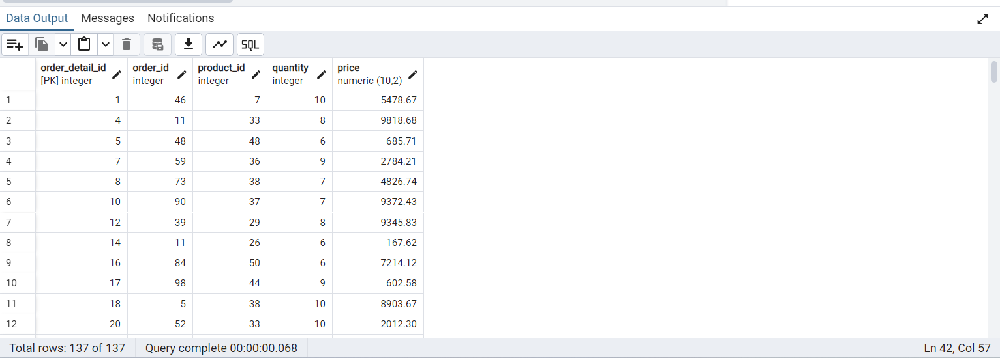 Data Output Messages Notifications
SQL
order_detail_id order_id product_id quantity price
[PK] integer integer integer integer numeric (10,2)
1 1 46 7 10 5478.67
2 4 11 33 8 9818.68
3 5 48 48 6 685.71
4 7 59 36 9 2784.21
5 8 73 38 7 4826.74
6 10 90 37 7 9372.43
7 12 39 29 8 9345.83
8 14 11 26 6 167.62
9 16 84 50 6 7214.12
10 17 98 44 9 602.58
11 18 5 38 10 8903.67
12 20 52 33 10 2012.30
Total rows: 137 of 137 Query complete 00:00:00.068 Ln 42, Col 57